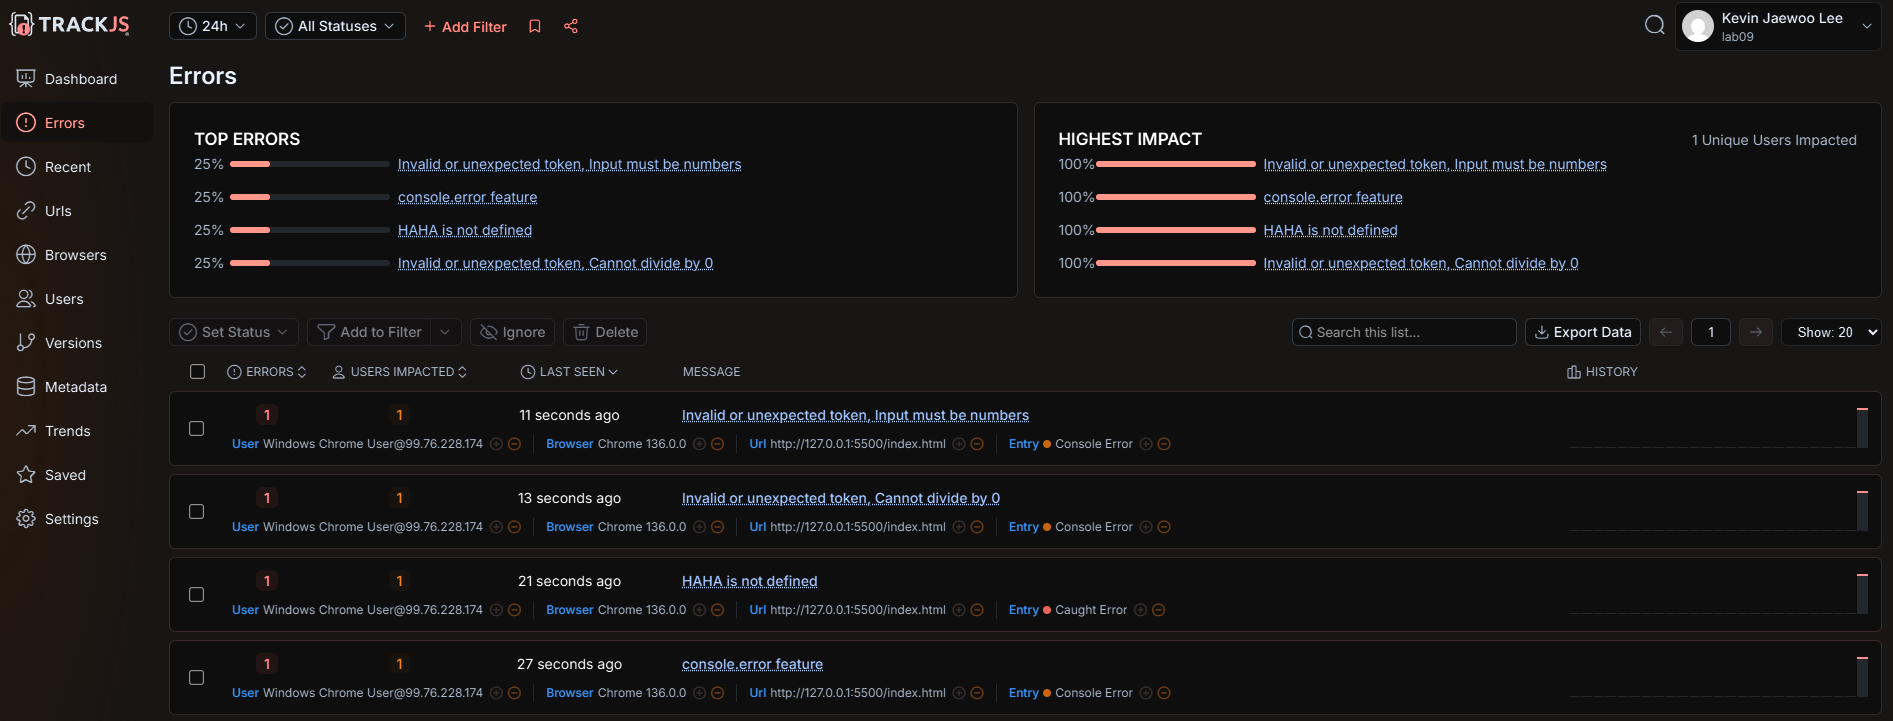 TRACKJS
24h
All Statuses
+ Add Filter
Kevin Jaewoo Lee
lab09
Dashboard
Errors
Recent
Urls
Browsers
Users
Versions
Metadata
Trends
Saved
Settings
Errors
TOP ERRORS
25% Invalid or unexpected token, Input must be numbers
25% console.error feature
25% HAHA is not defined
25% Invalid or unexpected token, Cannot divide by 0
HIGHEST IMPACT
1 Unique Users Impacted
100% Invalid or unexpected token, Input must be numbers
100% console.error feature
100% HAHA is not defined
100% Invalid or unexpected token, Cannot divide by 0
Set Status Add to Filter Ignore Delete Search this list... Export Data 1 Show: 20
ERRORS USERS IMPACTED LAST SEEN MESSAGE HISTORY
1 1 11 seconds ago Invalid or unexpected token, Input must be numbers
User Windows Chrome User@99.76.228.174 Browser Chrome 136.0.0 Url http://127.0.0.1:5500/index.html Entry Console Error
1 1 13 seconds ago Invalid or unexpected token, Cannot divide by 0
User Windows Chrome User@99.76.228.174 Browser Chrome 136.0.0 Url http://127.0.0.1:5500/index.html Entry Console Error
1 1 21 seconds ago HAHA is not defined
User Windows Chrome User@99.76.228.174 Browser Chrome 136.0.0 Url http://127.0.0.1:5500/index.html Entry Caught Error
1 1 27 seconds ago console.error feature
User Windows Chrome User@99.76.228.174 Browser Chrome 136.0.0 Url http://127.0.0.1:5500/index.html Entry Console Error